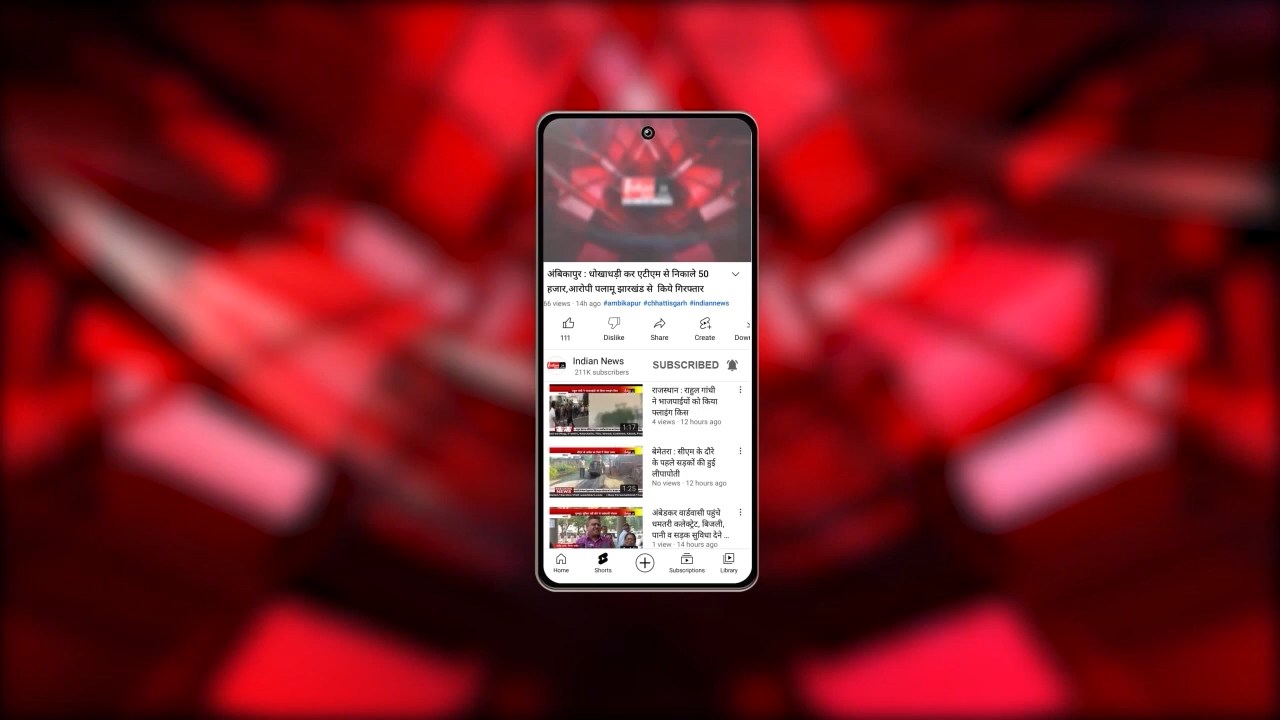 अंबिकापुर : धोखाधड़ी कर एटीएम से निकाले 50
हजार,आरोपी पलामू झारखंड से किये गिरफ्तार
66 views · 14h ago #ambikapur #chhattisgarh #indiannews
111
Dislike
Share
Create
Down
Indian News
211K subscribers
SUBSCRIBED
राजस्थान : राहुल गांधी
ने भाजपाईयों को किया
फ्लाइंग किस
4 views · 12 hours ago
1:17
बेमेतरा : सीएम के दौरे
के पहले सड़कों की हुई
लीपापोती
No views · 12 hours ago
1:25
अंबेडकर वार्डवासी पहुंचे
धमतरी कलेक्ट्रेट, बिजली,
पानी व सड़क सुविधा देने ...
1 view · 14 hours ago
Home
Shorts
Subscriptions
Library